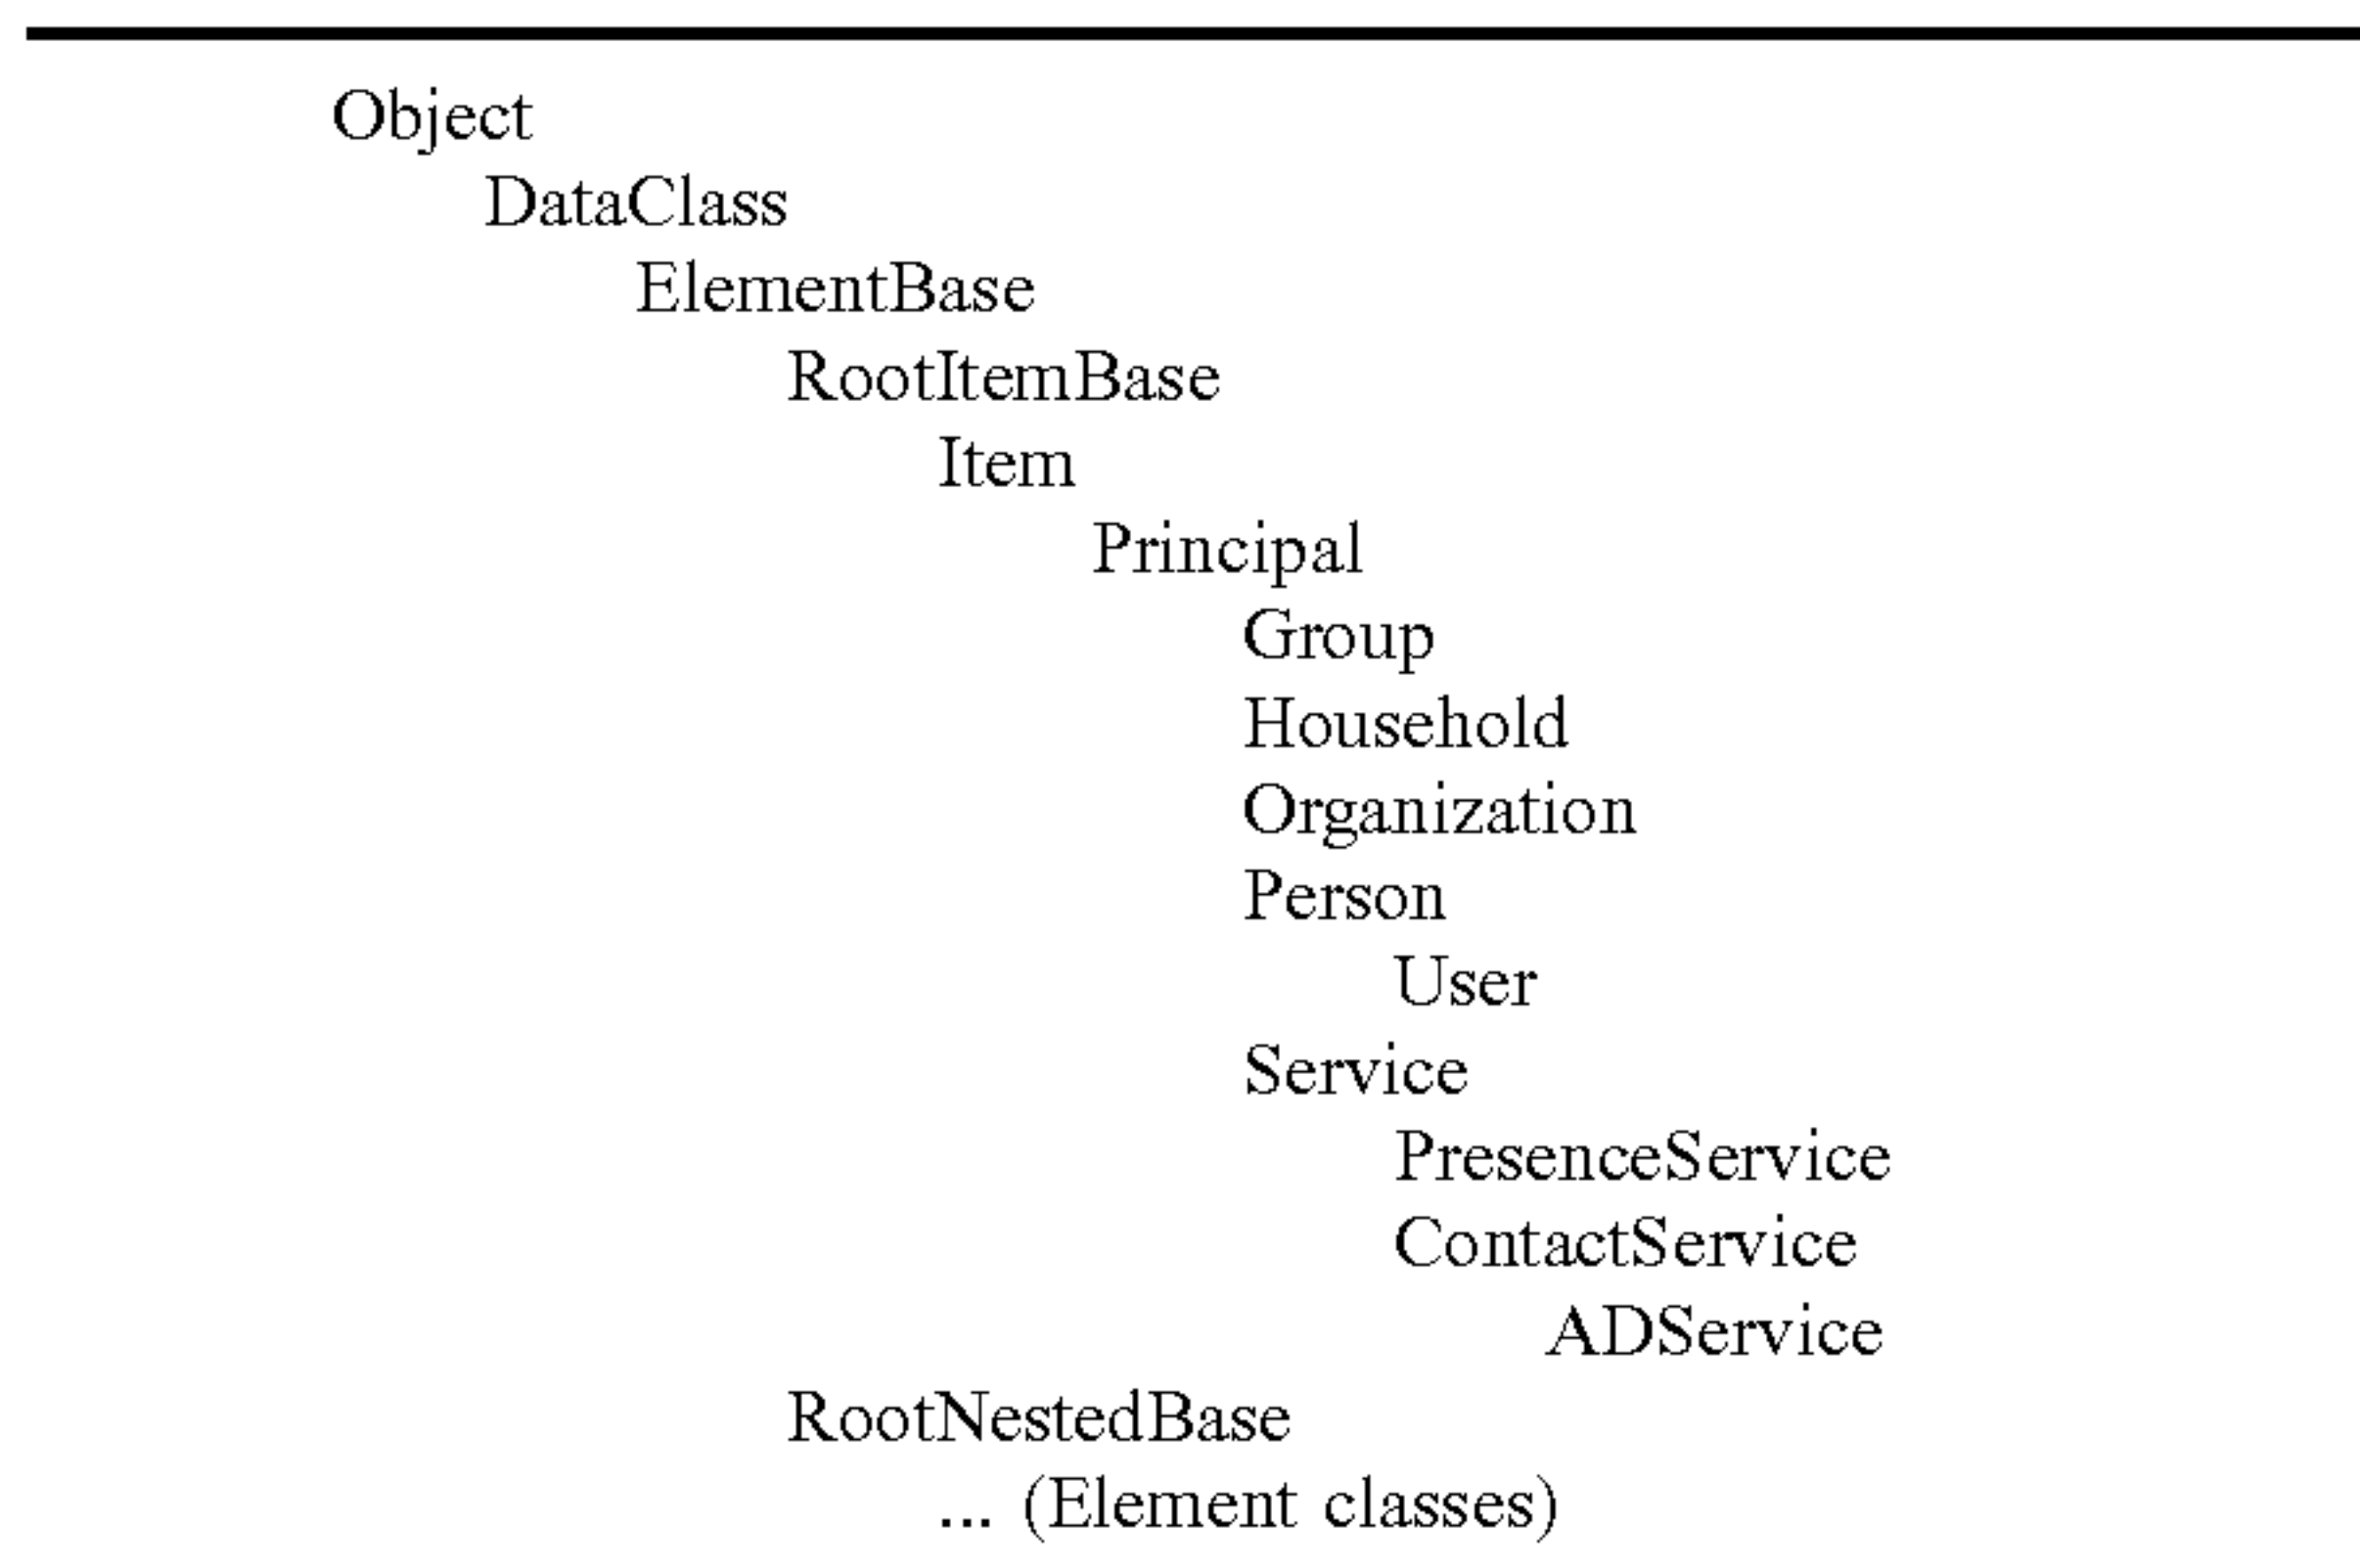 Object
DataClass
ElementBase
RootItemBase
Item
Principal
Group
Household
Organization
Person
User
Service
PresenceService
ContactService
ADService
RootNestedBase
... (Element classes)